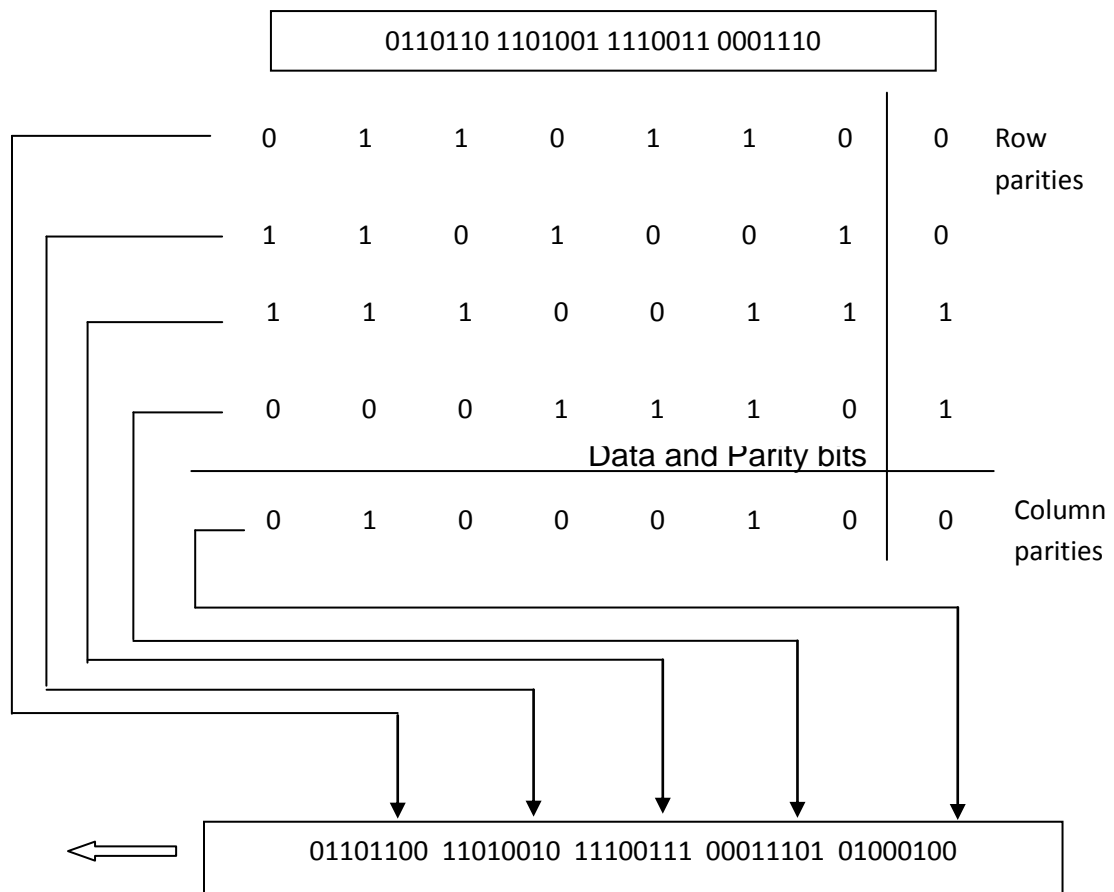 0110110 1101001 1110011 0001110
0 1 1 0 1 1 0 0 Row
parities
1 1 0 1 0 0 1 0
1 1 1 0 0 1 1 1
0 0 0 1 1 1 0 1
Data and Parity bits
0 1 0 0 0 1 0 0 Column
parities
01101100 11010010 11100111 00011101 01000100